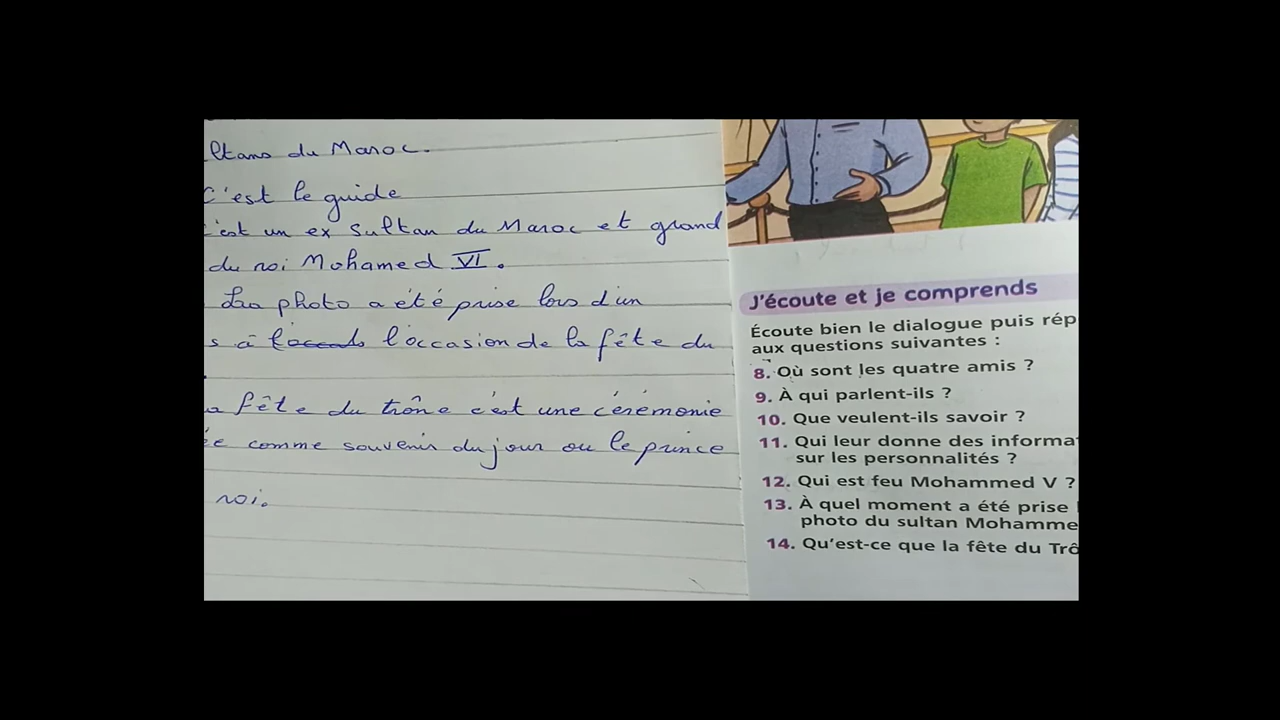 ltans du Maroc.
C'est le guide
c'est un ex Sultan du Maroc et grand
du roi Mohamed VI.
La photo a été prise lors d'un
s à l'occasion de la fête du
a fête du trône c'est une cérémonie
ée comme souvenir du jour ou le prince
roi.
J'écoute et je comprends
Écoute bien le dialogue puis rép
aux questions suivantes :
8. Où sont les quatre amis ?
9. À qui parlent-ils ?
10. Que veulent-ils savoir ?
11. Qui leur donne des informa
sur les personnalités ?
12. Qui est feu Mohammed V ?
13. À quel moment a été prise
photo du sultan Mohamme
14. Qu'est-ce que la fête du Trô